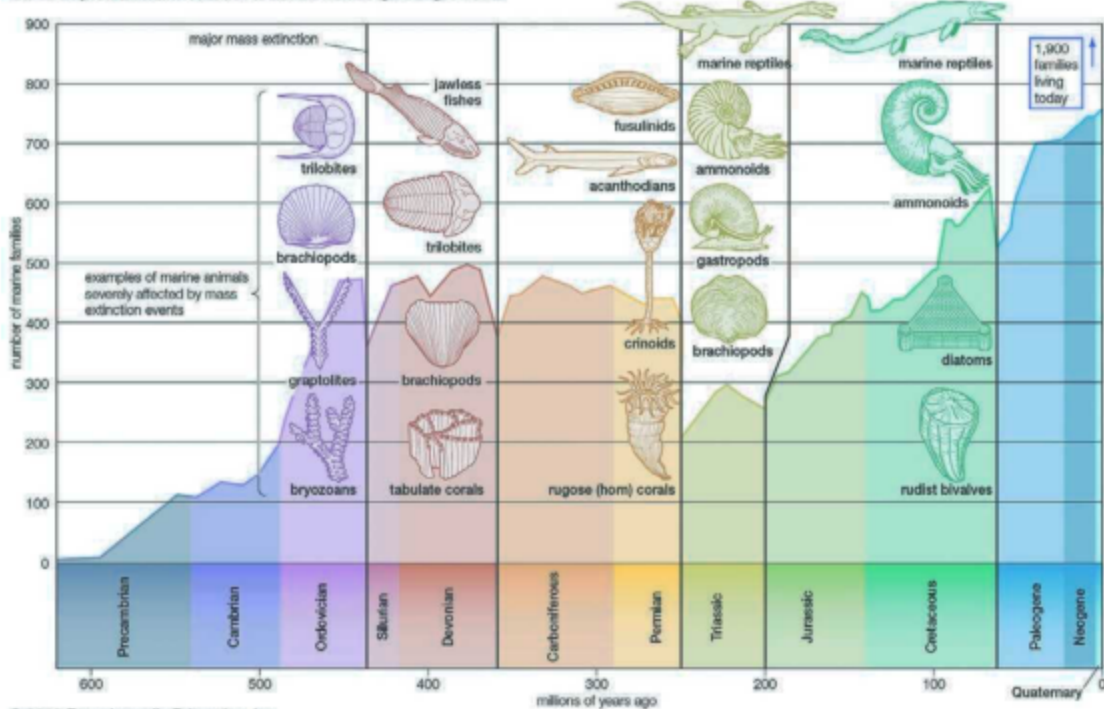 900
800
700
600
500
400
300
200
100
0
number of marine families
major mass extinction
examples of marine animals
severely affected by mass
extinction events
trilobites
brachiopods
graptolites
bryozoans
jawless
fishes
trilobites
brachiopods
tabulate corals
fusulinids
acanthodians
crinoids
rugose (horn) corals
marine reptiles
ammonoids
gastropods
brachiopods
marine reptiles
ammonoids
diatoms
rudist bivalves
1,900
families
living
today
Precambrian
Cambrian
Ordovician
Silurian
Devonian
Carboniferous
Permian
Triassic
Jurassic
Cretaceous
Paleogene
Neogene
Quaternary
600
500
400
300
200
100
0
millions of years ago